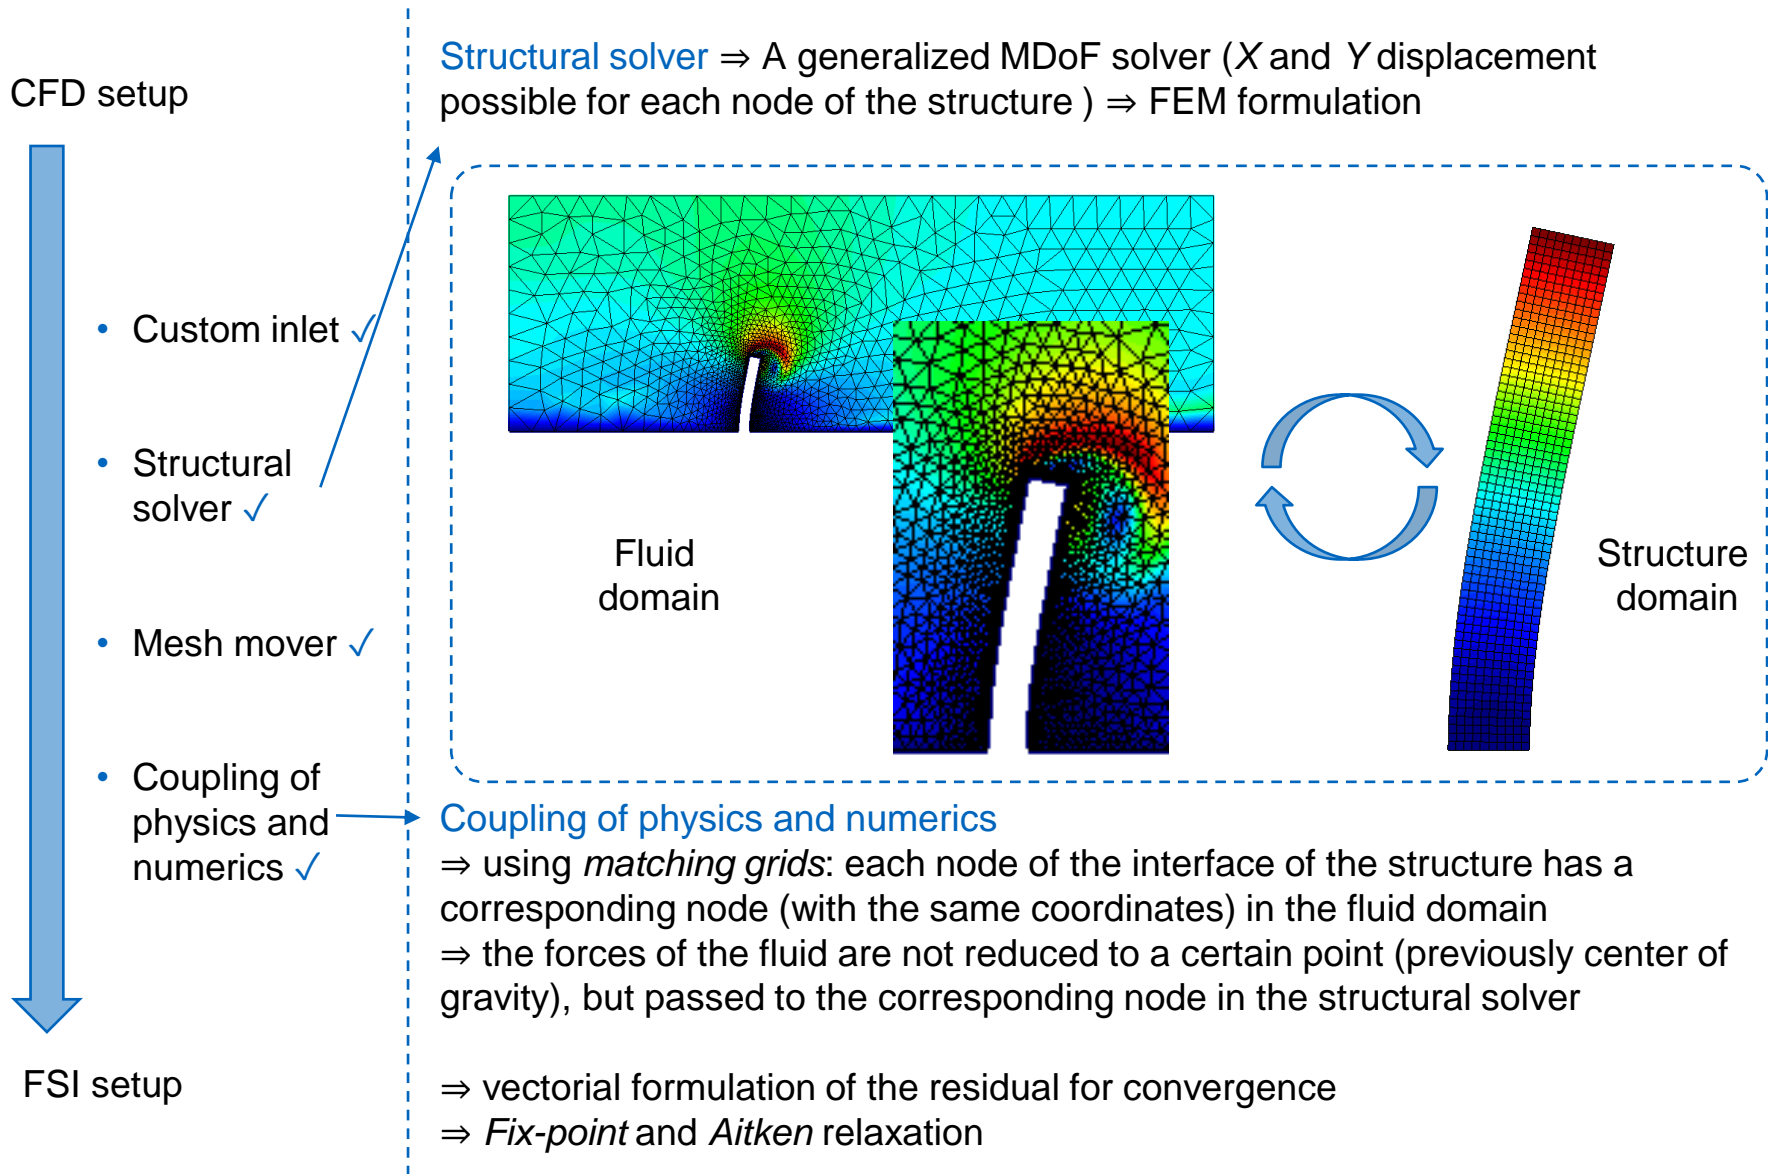 CFD setup
• Custom inlet ✓
• Structural
solver ✓
• Mesh mover ✓
• Coupling of
physics and
numerics ✓
FSI setup
Structural solver ⇒ A generalized MDoF solver (X and Y displacement
possible for each node of the structure ) ⇒ FEM formulation
Fluid
domain
Structure
domain
Coupling of physics and numerics
⇒ using matching grids: each node of the interface of the structure has a
corresponding node (with the same coordinates) in the fluid domain
⇒ the forces of the fluid are not reduced to a certain point (previously center of
gravity), but passed to the corresponding node in the structural solver
⇒ vectorial formulation of the residual for convergence
⇒ Fix-point and Aitken relaxation